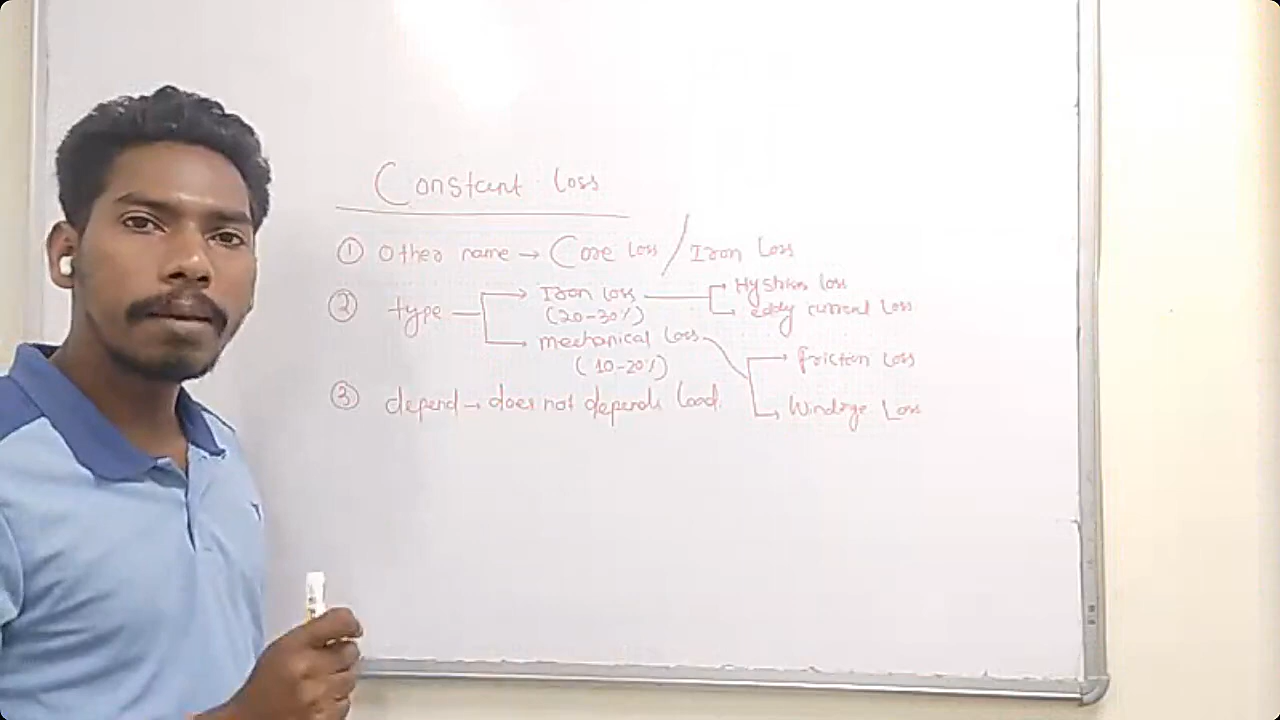 Constant Loss
① Other name → Core Loss / Iron Loss
② type → Iron Loss (20-30%) → Hystrisis loss
→ eddy current Loss
→ mechanical Loss (10-20%) → friction Loss
→ Windage Loss
③ depend → does not depends Load.